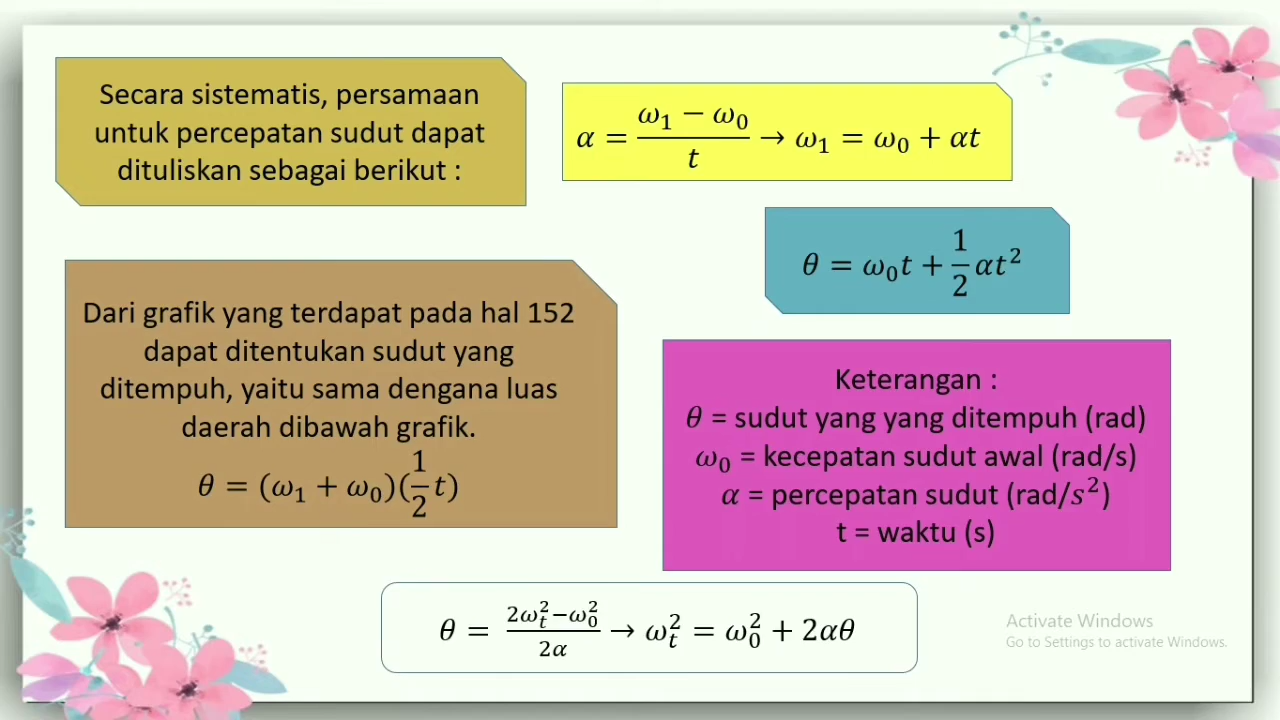 Secara sistematis, persamaan
untuk percepatan sudut dapat
dituliskan sebagai berikut :
α = (ω₁ − ω₀)/t → ω₁ = ω₀ + αt
θ = ω₀t + 1/2 αt²
Dari grafik yang terdapat pada hal 152
dapat ditentukan sudut yang
ditempuh, yaitu sama dengana luas
daerah dibawah grafik.
θ = (ω₁ + ω₀)(1/2 t)
Keterangan :
θ = sudut yang yang ditempuh (rad)
ω₀ = kecepatan sudut awal (rad/s)
α = percepatan sudut (rad/s²)
t = waktu (s)
θ = (2ωₜ² − ω₀²)/2α → ωₜ² = ω₀² + 2αθ
Activate Windows
Go to Settings to activate Windows.